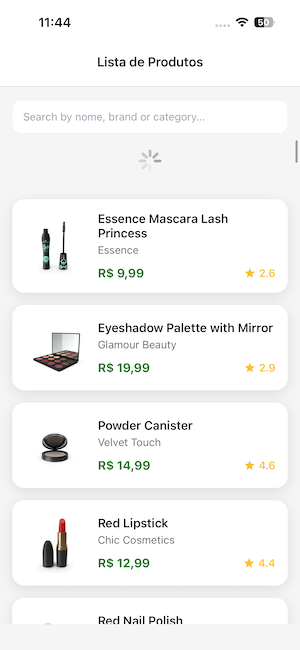 11:44
50
Lista de Produtos
Search by nome, brand or category...
Essence Mascara Lash
Princess
Essence
R$ 9,99
2.6
Eyeshadow Palette with Mirror
Glamour Beauty
R$ 19,99
2.9
Powder Canister
Velvet Touch
R$ 14,99
4.6
Red Lipstick
Chic Cosmetics
R$ 12,99
4.4
Red Nail Polish